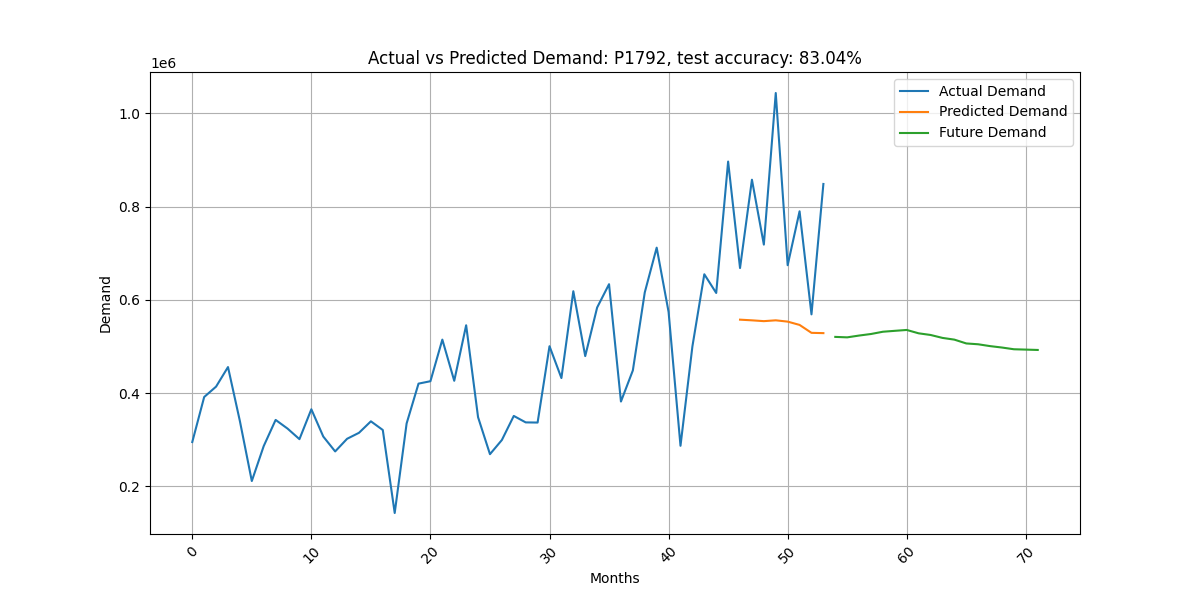 Actual vs Predicted Demand: P1792, test accuracy: 83.04%
1e6
Actual Demand
Predicted Demand
Future Demand
1.0
0.8
0.6
0.4
0.2
Demand
0
10
20
30
40
50
60
70
Months